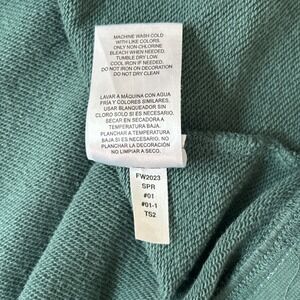 MACHINE WASH COLD
WITH LIKE COLORS.
ONLY NON CHLORINE
BLEACH WHEN NEEDED.
TUMBLE DRY LOW.
COOL IRON IF NEEDED.
DO NOT IRON ON DECORATION
DO NOT DRY CLEAN
LAVAR A MÁQUINA CON AGUA
FRÍA Y COLORES SIMILARES.
USAR BLANQUEADOR SIN
CLORO SOLO SI ES NECESARIO.
SECAR EN SECADORA A
TEMPERATURA BAJA.
PLANCHAR A TEMPERATURA
BAJA SI ES NECESARIO. NO
PLANCHAR LA DECORACIÓN
NO LIMPIAR A SECO.
FW2023
SPR
#01
#01-1
TS2